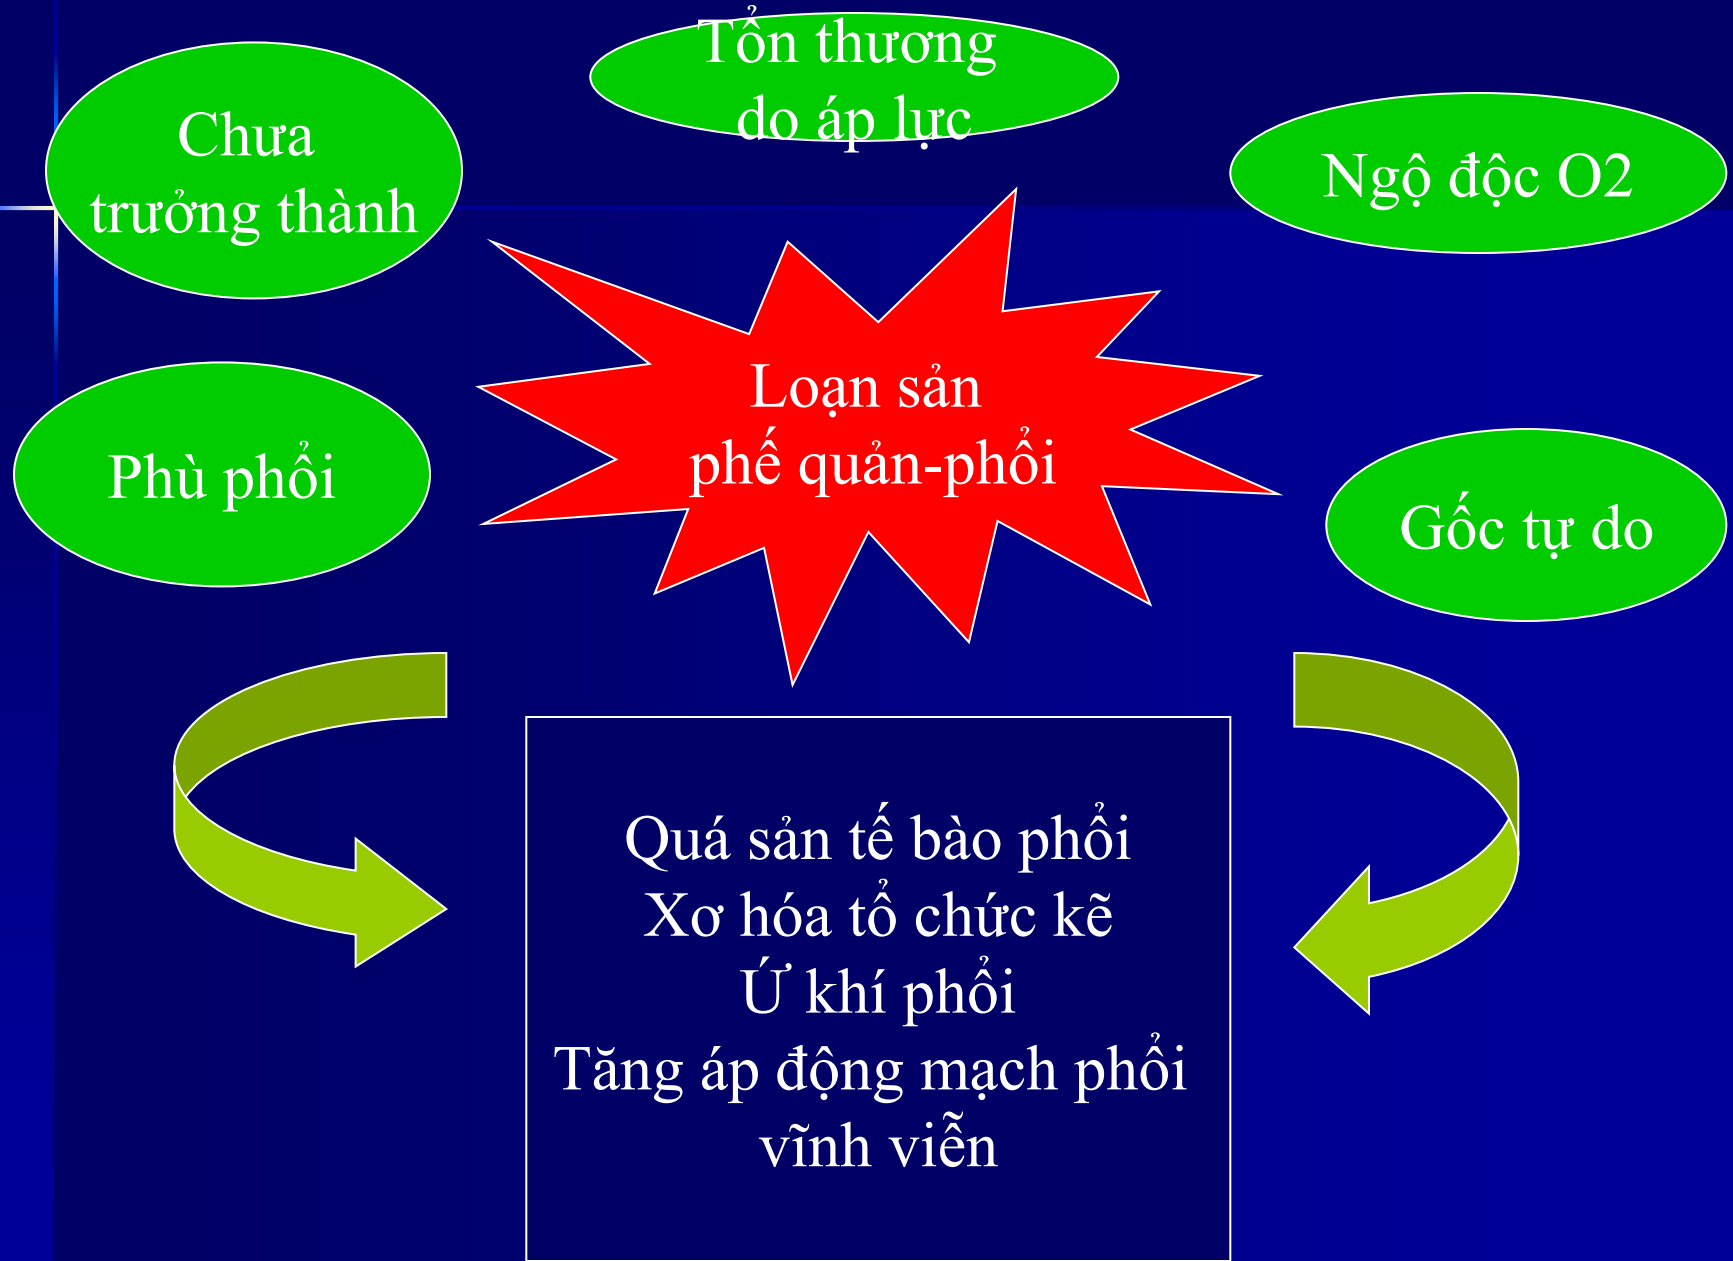 Tổn thương
do áp lực
Chưa
trưởng thành
Ngộ độc O2
Loạn sản
phế quản-phổi
Phù phổi
Gốc tự do
Quá sản tế bào phổi
Xơ hóa tổ chức kẽ
Ứ khí phổi
Tăng áp động mạch phổi
vĩnh viễn